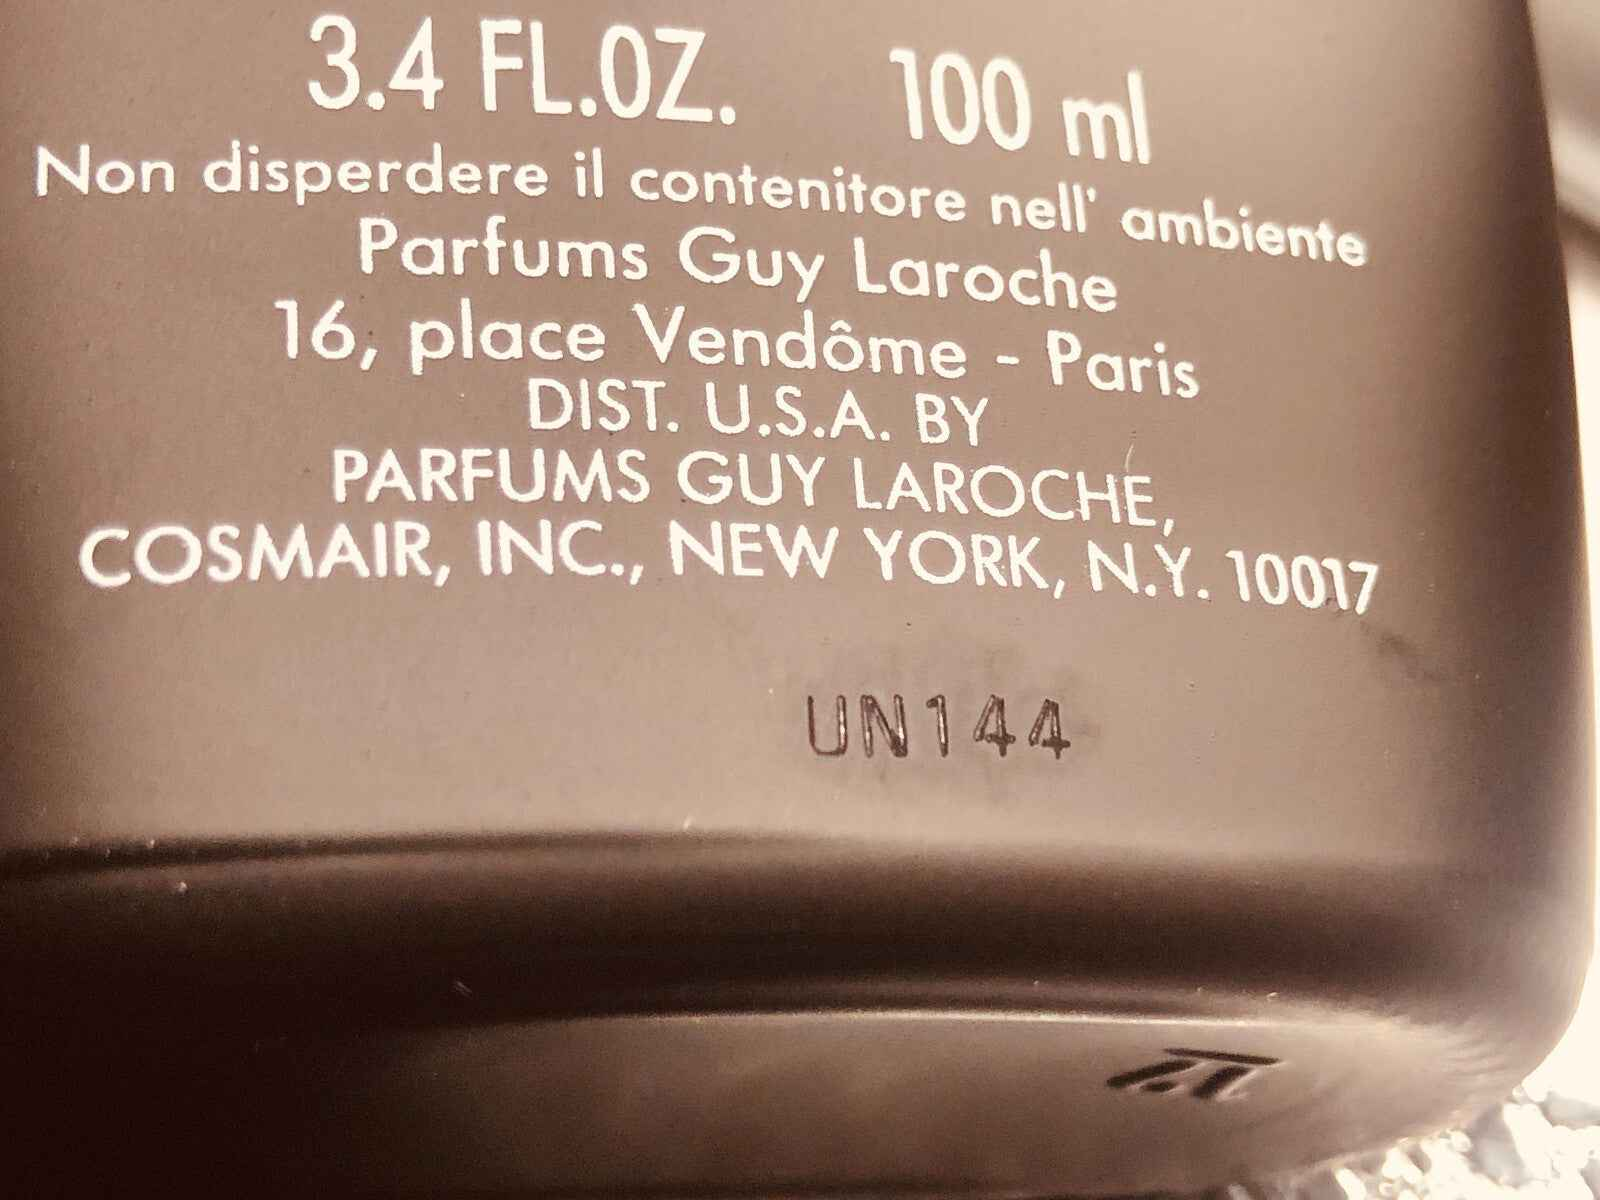 3.4 FL.OZ. 100 ml
Non disperdere il contenitore nell' ambiente
Parfums Guy Laroche
16, place Vendôme - Paris
DIST. U.S.A. BY
PARFUMS GUY LAROCHE,
COSMAIR, INC., NEW YORK, N.Y. 10017
UN144